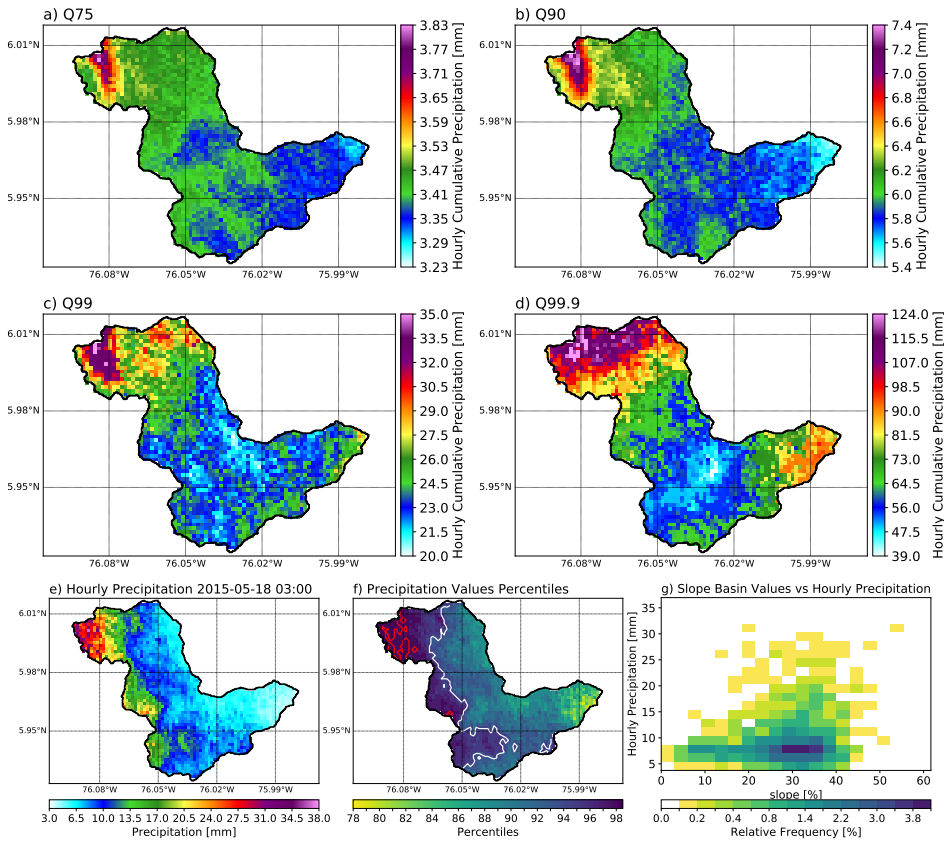 a) Q75
6.01°N
5.98°N
5.95°N
76.08°W 76.05°W 76.02°W 75.99°W
3.83
3.77
3.71
3.65
3.59
3.53
3.47
3.41
3.35
3.29
3.23
Hourly Cumulative Precipitation [mm]
b) Q90
6.01°N
5.98°N
5.95°N
76.08°W 76.05°W 76.02°W 75.99°W
7.4
7.2
7.0
6.8
6.6
6.4
6.2
6.0
5.8
5.6
5.4
Hourly Cumulative Precipitation [mm]
c) Q99
6.01°N
5.98°N
5.95°N
76.08°W 76.05°W 76.02°W 75.99°W
35.0
33.5
32.0
30.5
29.0
27.5
26.0
24.5
23.0
21.5
20.0
Hourly Cumulative Precipitation [mm]
d) Q99.9
6.01°N
5.98°N
5.95°N
76.08°W 76.05°W 76.02°W 75.99°W
124.0
115.5
107.0
98.5
90.0
81.5
73.0
64.5
56.0
47.5
39.0
Hourly Cumulative Precipitation [mm]
e) Hourly Precipitation 2015-05-18 03:00
6.01°N
5.98°N
5.95°N
76.08°W 76.05°W 76.02°W 75.99°W
3.0 6.5 10.0 13.5 17.0 20.5 24.0 27.5 31.0 34.5 38.0
Precipitation [mm]
f) Precipitation Values Percentiles
6.01°N
5.98°N
5.95°N
76.08°W 76.05°W 76.02°W 75.99°W
78 80 82 84 86 88 90 92 94 96 98
Percentiles
g) Slope Basin Values vs Hourly Precipitation
Hourly Precipitation [mm]
35
30
25
20
15
10
5
0 10 20 30 40 50 60
slope [%]
0.0 0.2 0.4 0.6 0.8 1.2 2.0 3.0 3.8
Relative Frequency [%]